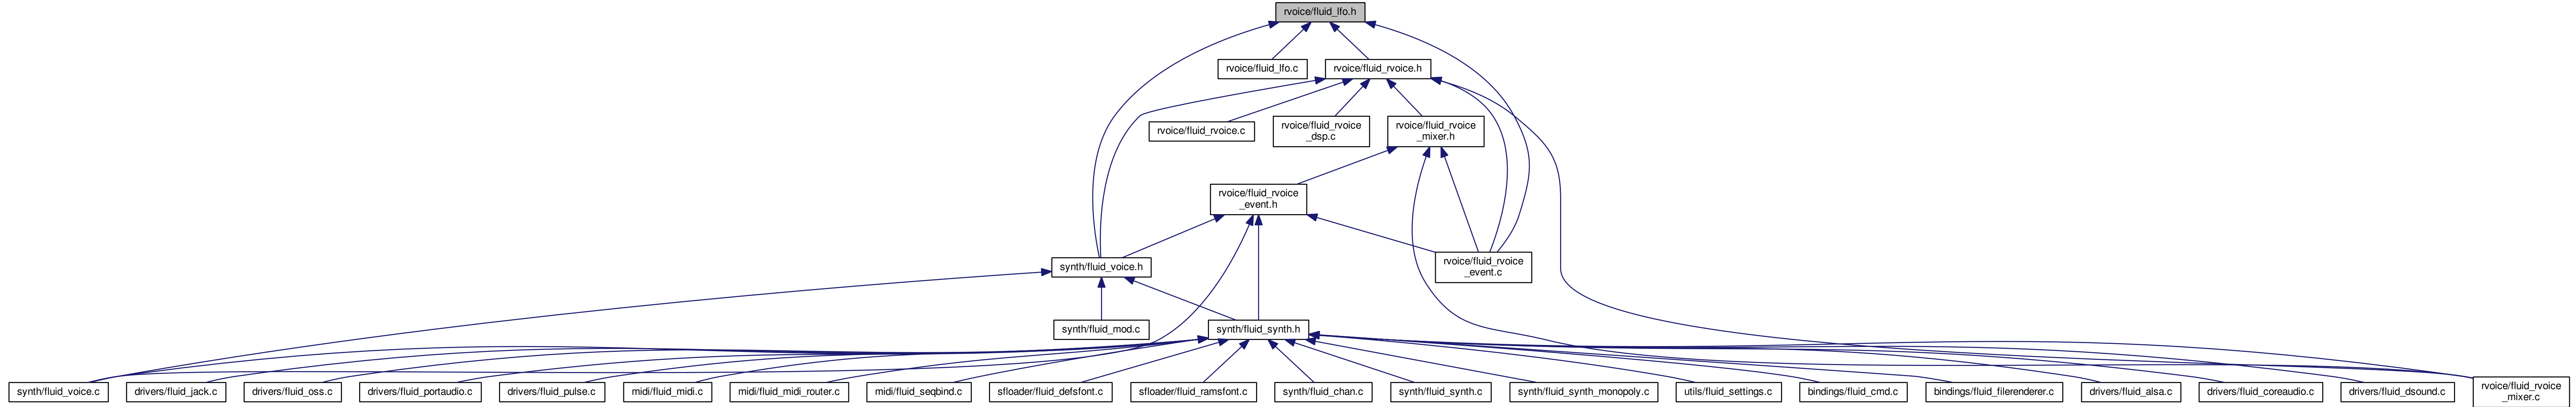 rvoice/fluid_lfo.h
rvoice/fluid_lfo.c
rvoice/fluid_rvoice.h
rvoice/fluid_rvoice.c
rvoice/fluid_rvoice
_dsp.c
rvoice/fluid_rvoice
_mixer.h
rvoice/fluid_rvoice
_event.h
synth/fluid_voice.h
rvoice/fluid_rvoice
_event.c
synth/fluid_mod.c
synth/fluid_synth.h
synth/fluid_voice.c
drivers/fluid_jack.c
drivers/fluid_oss.c
drivers/fluid_portaudio.c
drivers/fluid_pulse.c
midi/fluid_midi.c
midi/fluid_midi_router.c
midi/fluid_seqbind.c
sfloader/fluid_defsfont.c
sfloader/fluid_ramsfont.c
synth/fluid_chan.c
synth/fluid_synth.c
synth/fluid_synth_monopoly.c
utils/fluid_settings.c
bindings/fluid_cmd.c
bindings/fluid_filerenderer.c
drivers/fluid_alsa.c
drivers/fluid_coreaudio.c
drivers/fluid_dsound.c
rvoice/fluid_rvoice
_mixer.c